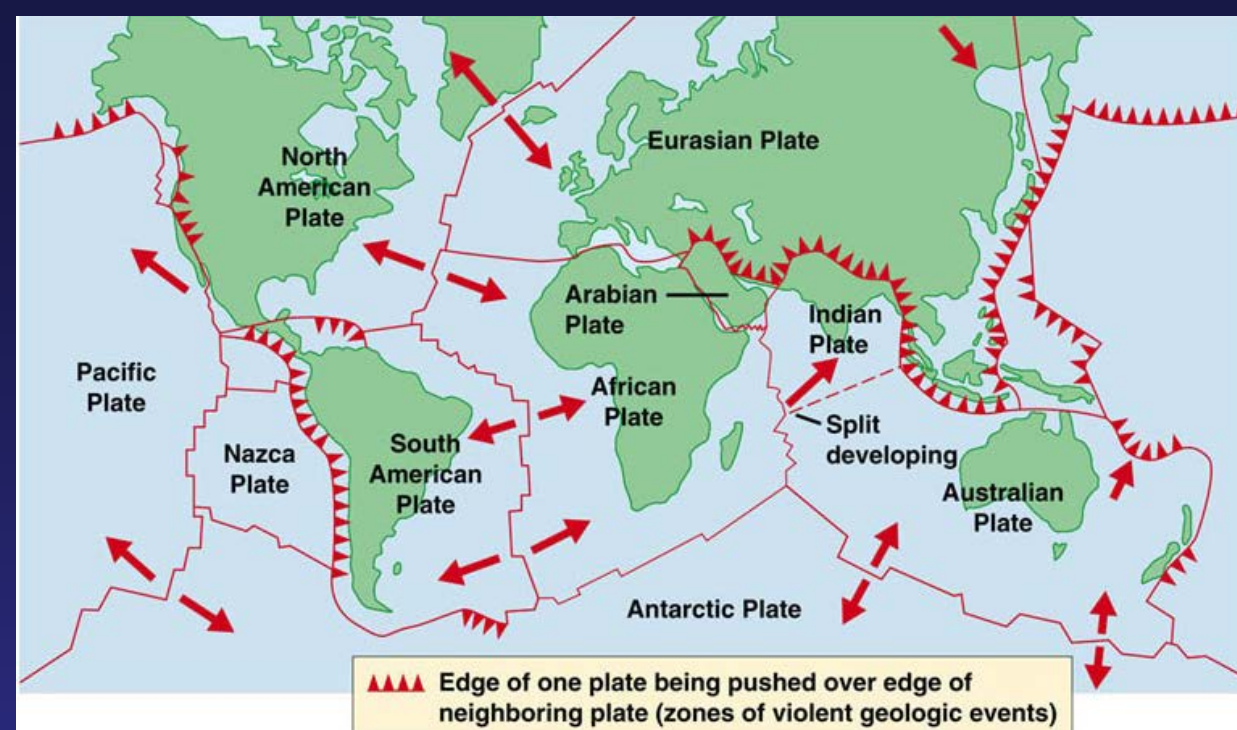 North
American
Plate
Eurasian Plate
Arabian
Plate
Indian
Plate
Pacific
Plate
African
Plate
Split
developing
Nazca
Plate
South
American
Plate
Australian
Plate
Antarctic Plate
Edge of one plate being pushed over edge of
neighboring plate (zones of violent geologic events)